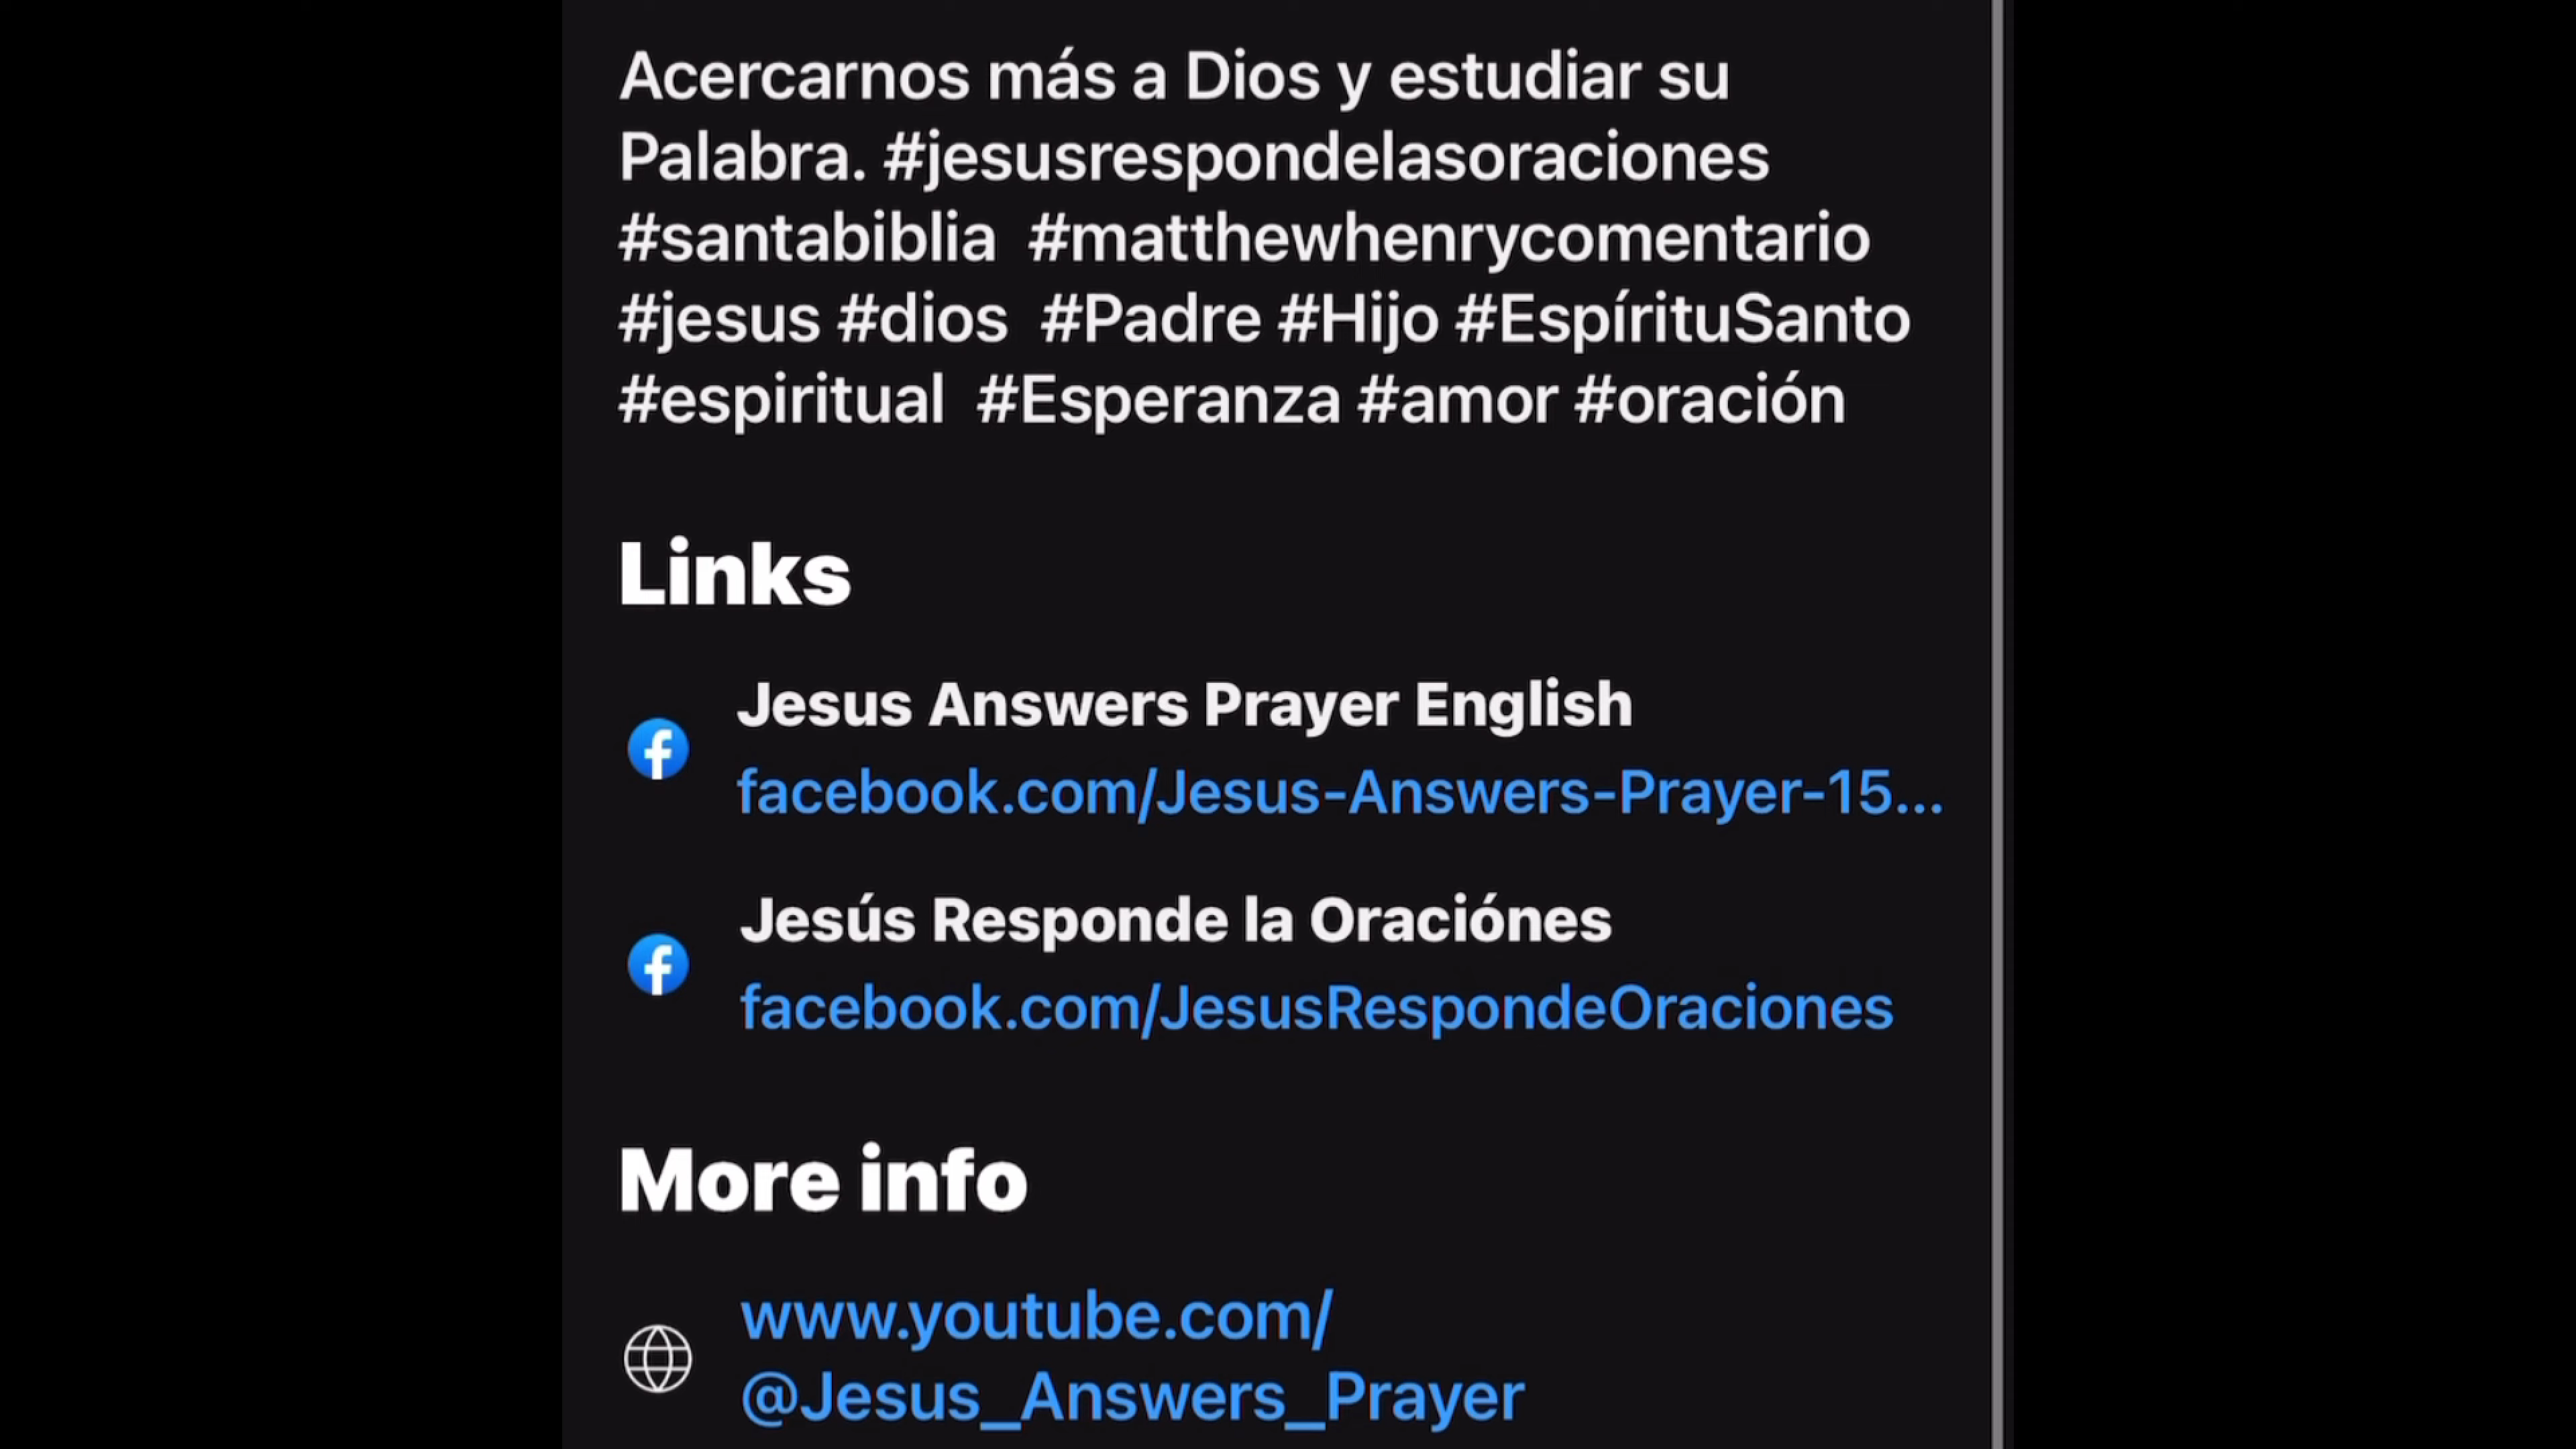 Acercarnos más a Dios y estudiar su
Palabra. #jesusrespondelasoraciones
#santabiblia #matthewhenrycomentario
#jesus #dios #Padre #Hijo #EspírituSanto
#espiritual #Esperanza #amor #oración
Links
Jesus Answers Prayer English
facebook.com/Jesus-Answers-Prayer-15...
Jesús Responde la Oraciónes
facebook.com/JesusRespondeOraciones
More info
www.youtube.com/
@Jesus_Answers_Prayer